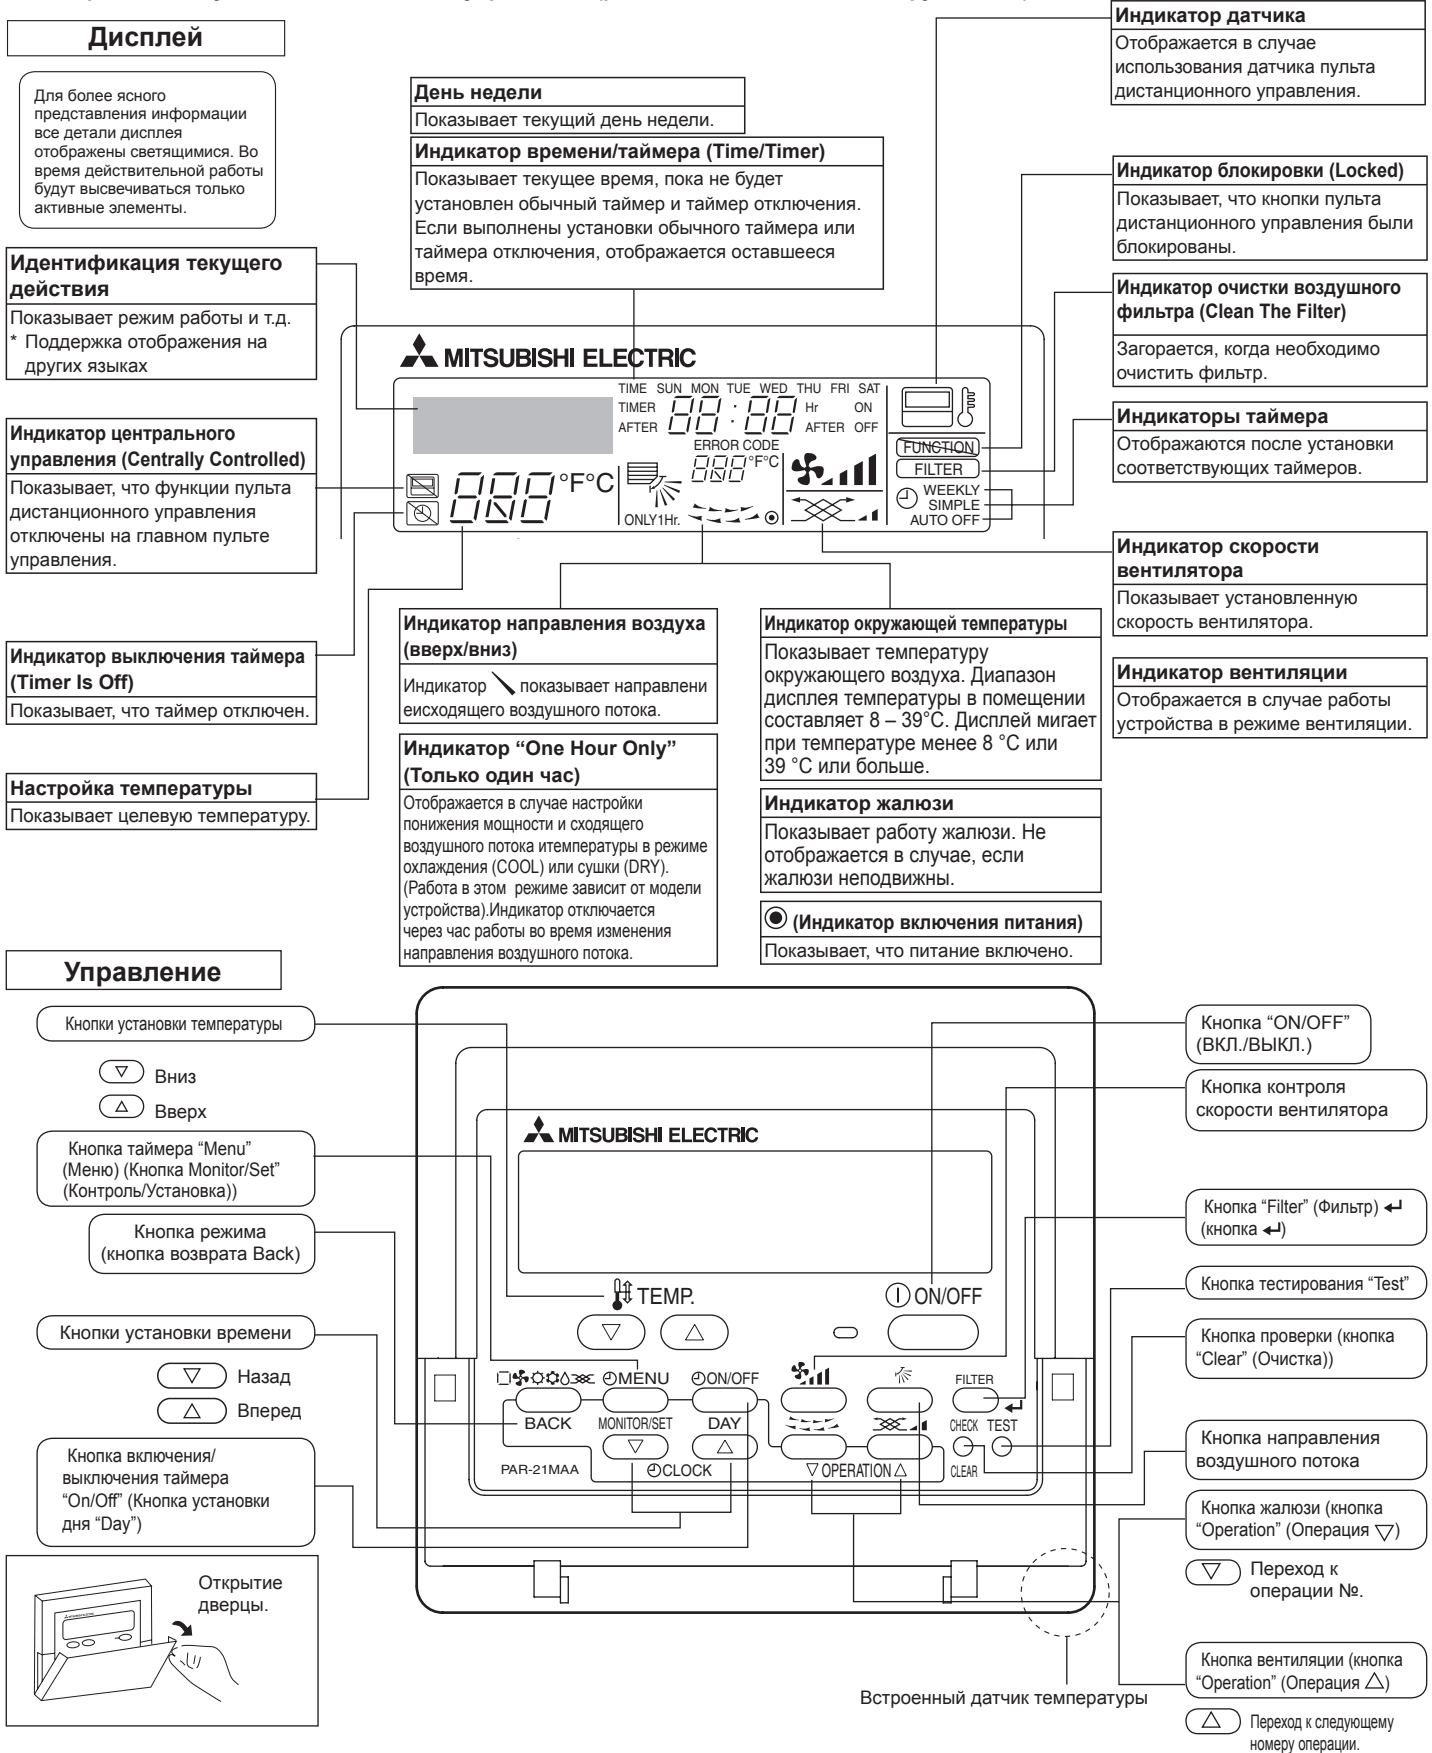 Дисплей
Для более ясного
представления информации
все детали дисплея
отображены светящимися. Во
время действительной работы
будут высвечиваться только
активные элементы.
День недели
Показывает текущий день недели.
Индикатор времени/таймера (Time/Timer)
Показывает текущее время, пока не будет
установлен обычный таймер и таймер отключения.
Если выполнены установки обычного таймера или
таймера отключения, отображается оставшееся
время.
Индикатор датчика
Отображается в случае
использования датчика пульта
дистанционного управления.
Индикатор блокировки (Locked)
Показывает, что кнопки пульта
дистанционного управления были
блокированы.
Индикатор очистки воздушного
фильтра (Clean The Filter)
Загорается, когда необходимо
очистить фильтр.
Индикаторы таймера
Отображаются после установки
соответствующих таймеров.
Индикатор скорости
вентилятора
Показывает установленную
скорость вентилятора.
Индикатор вентиляции
Отображается в случае работы
устройства в режиме вентиляции.
Идентификация текущего
действия
Показывает режим работы и т.д.
* Поддержка отображения на
других языках
Индикатор центрального
управления (Centrally Controlled)
Показывает, что функции пульта
дистанционного управления
отключены на главном пульте
управления.
Индикатор выключения таймера
(Timer Is Off)
Показывает, что таймер отключен.
Настройка температуры
Показывает целевую температуру.
MITSUBISHI ELECTRIC
TIME SUN MON TUE WED THU FRI SAT
TIMER 88:88 Hr ON
AFTER AFTER OFF
ERROR CODE
°F°C
FUNCTION
FILTER
°F°C
WEEKLY
SIMPLE
AUTO OFF
ONLY1Hr.
Индикатор направления воздуха
(вверх/вниз)
Индикатор показывает направлени
еисходящего воздушного потока.
Индикатор “One Hour Only”
(Только один час)
Отображается в случае настройки
понижения мощности и сходящего
воздушного потока итемпературы в режиме
охлаждения (COOL) или сушки (DRY).
(Работа в этом режиме зависит от модели
устройства).Индикатор отключается
через час работы во время изменения
направления воздушного потока.
Индикатор окружающей температуры
Показывает температуру
окружающего воздуха. Диапазон
дисплея температуры в помещении
составляет 8 – 39°C. Дисплей мигает
при температуре менее 8 °C или
39 °C или больше.
Индикатор жалюзи
Показывает работу жалюзи. Не
отображается в случае, если
жалюзи неподвижны.
(Индикатор включения питания)
Показывает, что питание включено.
Управление
Кнопки установки температуры
▽ Вниз
△ Вверх
Кнопка таймера “Menu”
(Меню) (Кнопка Monitor/Set”
(Контроль/Установка))
Кнопка режима
(кнопка возврата Back)
Кнопки установки времени
▽ Назад
△ Вперед
Кнопка включения/
выключения таймера
“On/Off” (Кнопка установки
дня “Day”)
Открытие
дверцы.
MITSUBISHI ELECTRIC
TEMP.
ON/OFF
MENU
ON/OFF
FILTER
BACK
MONITOR/SET
DAY
CHECK TEST
PAR-21MAA
CLOCK
▽ OPERATION △
CLEAR
Кнопка “ON/OFF”
(ВКЛ./ВЫКЛ.)
Кнопка контроля
скорости вентилятора
Кнопка “Filter” (Фильтр) ↵
(кнопка ↵)
Кнопка тестирования “Test”
Кнопка проверки (кнопка
“Clear” (Очистка))
Кнопка направления
воздушного потока
Кнопка жалюзи (кнопка
“Operation” (Операция ▽)
▽ Переход к
операции №.
Кнопка вентиляции (кнопка
“Operation” (Операция △)
△ Переход к следующему
номеру операции.
Встроенный датчик температуры